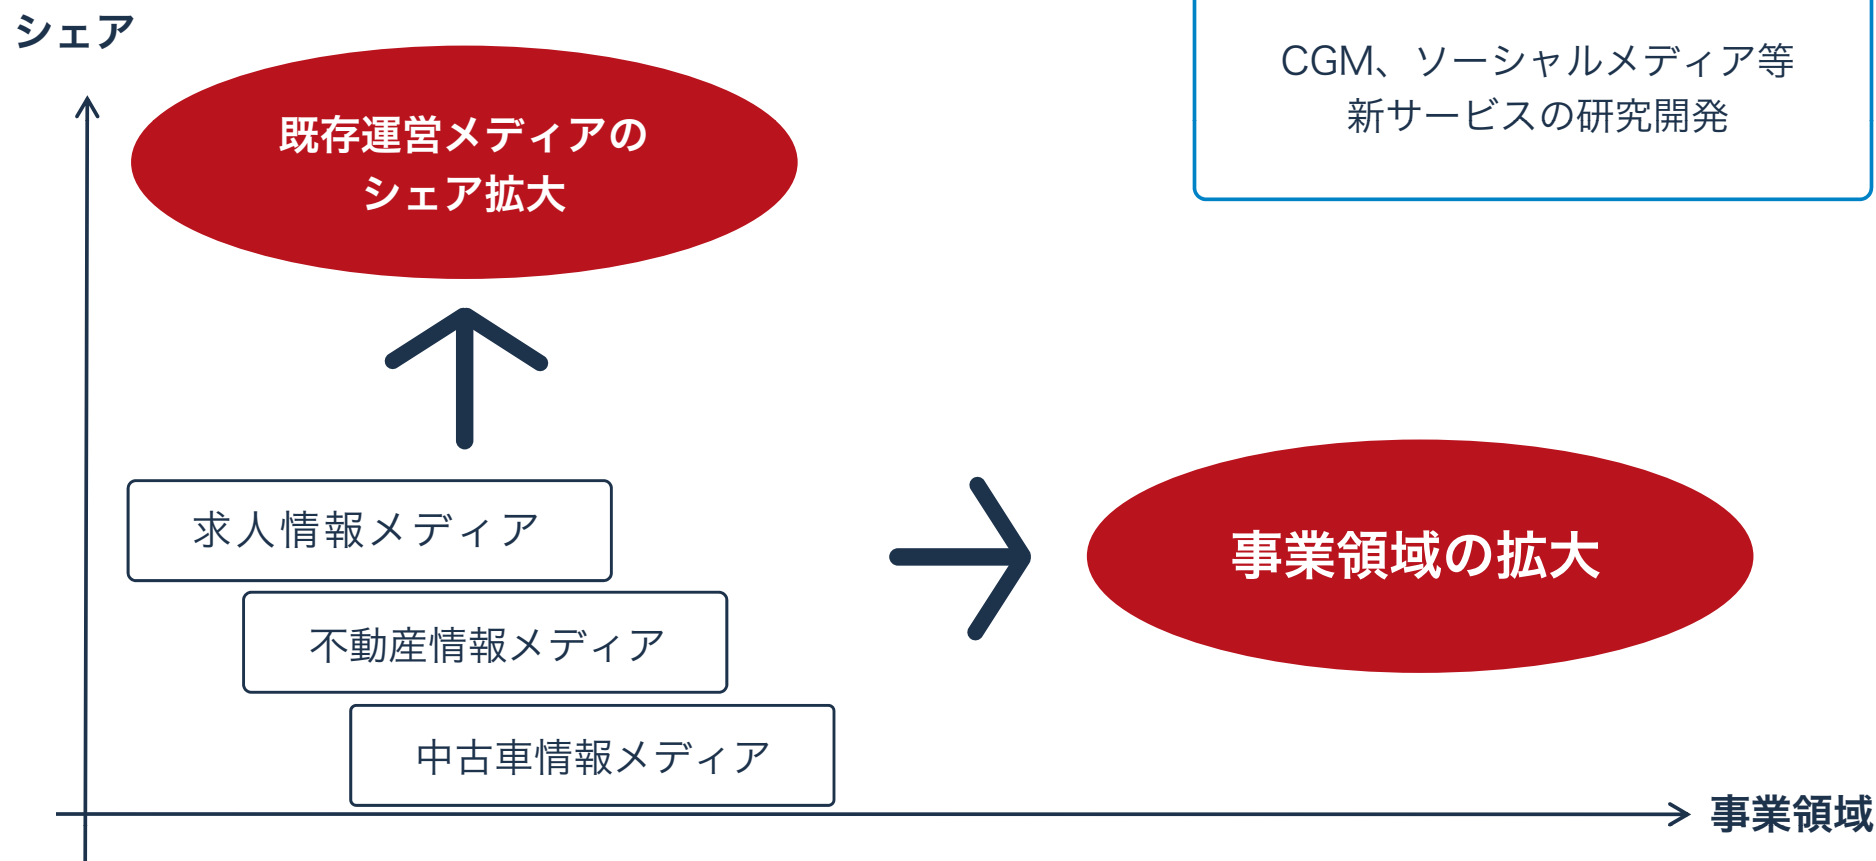 シェア
CGM、ソーシャルメディア等
新サービスの研究開発
既存運営メディアの
シェア拡大
求人情報メディア
不動産情報メディア
中古車情報メディア
事業領域の拡大
事業領域